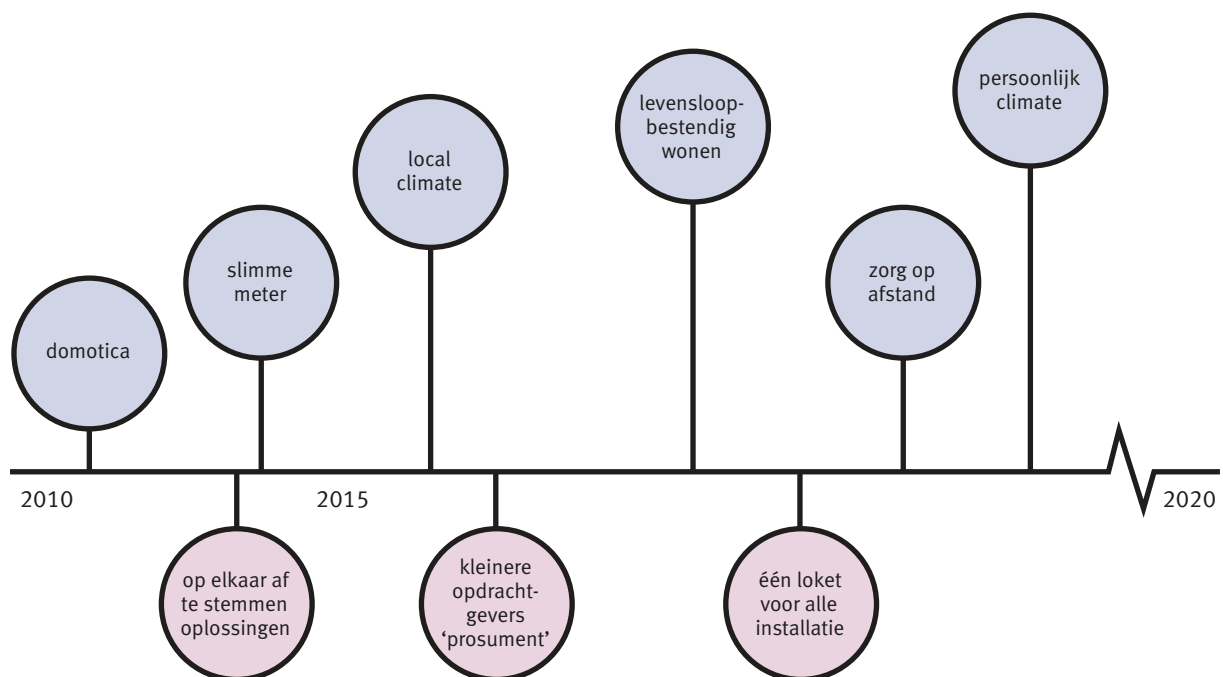 persoonlijk
climate
levensloop-
bestendig
wonen
local
climate
slimme
meter
zorg op
afstand
domotica
2010
2015
2020
op elkaar af
te stemmen
oplossingen
kleinere
opdracht-
gevers
‘prosument’
één loket
voor alle
installatie